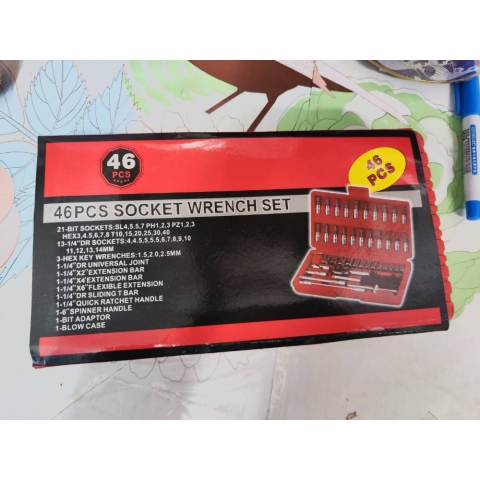 46
PCS
46
PCS
46PCS SOCKET WRENCH SET
21-BIT SOCKETS:SL4,5.5,7 PH1,2,3 PZ1,2,3
HEX3,4,5,6,7,8 T10,15,20,25,30,40
13-1/4"DR SOCKETS:4,4.5,5,5.5,6,7,8,9,10
11,12,13,14MM
3-HEX KEY WRENCHES:1.5,2.0,2.5MM
1-1/4"DR UNIVERSAL JOINT
1-1/4"X2"EXTENSION BAR
1-1/4"X4"EXTENSION BAR
1-1/4"X6"FLEXIBLE EXTENSION
1-1/4"DR SLIDING T BAR
1-1/4"QUICK RATCHET HANDLE
1-6"SPINNER HANDLE
1-BIT ADAPTOR
1-BLOW CASE